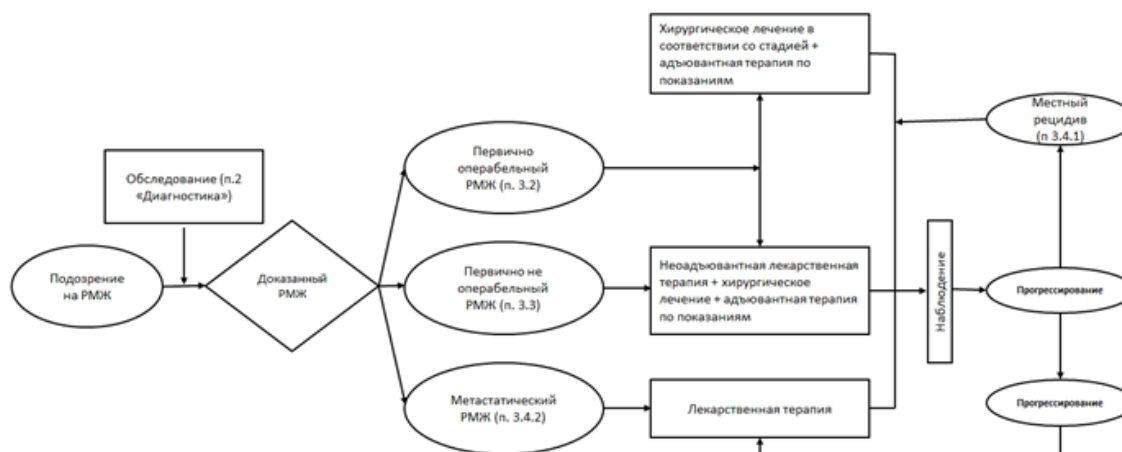 Хирургическое лечение в
соответствии со стадией +
адъювантная терапия по
показаниям
Местный
рецидив
(п 3.4.1)
Первично
операбельный
РМЖ (п. 3.2)
Обследование (п.2
«Диагностика»)
Подозрение
на РМЖ
Доказанный
РМЖ
Первично не
операбельный
РМЖ (п. 3.3)
Неоадъювантная лекарственная
терапия + хирургическое
лечение + адъювантная терапия
по показаниям
Наблюдение
Прогрессирование
Метастатический
РМЖ (п. 3.4.2)
Лекарственная терапия
Прогрессирование